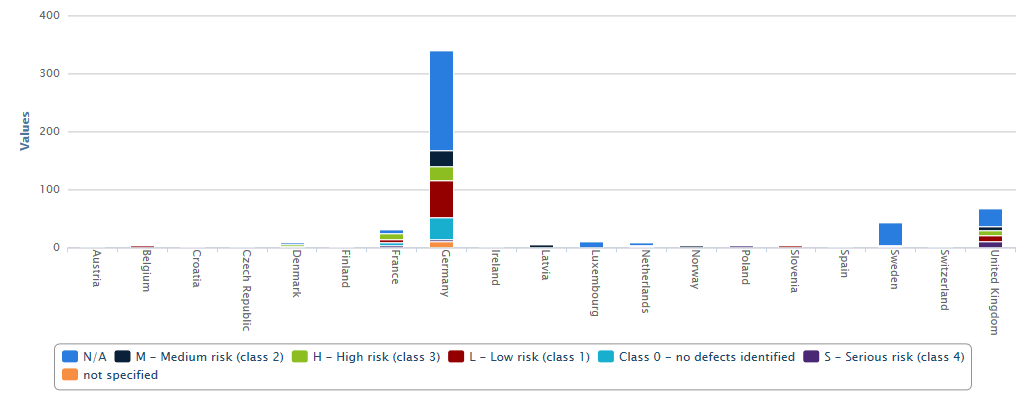 400
300
200
100
0
Values
Austria
Belgium
Croatia
Czech Republic
Denmark
Finland
France
Germany
Ireland
Latvia
Luxembourg
Netherlands
Norway
Poland
Slovenia
Spain
Sweden
Switzerland
United Kingdom
N/A M – Medium risk (class 2) H – High risk (class 3) L – Low risk (class 1) Class 0 – no defects identified S – Serious risk (class 4)
not specified